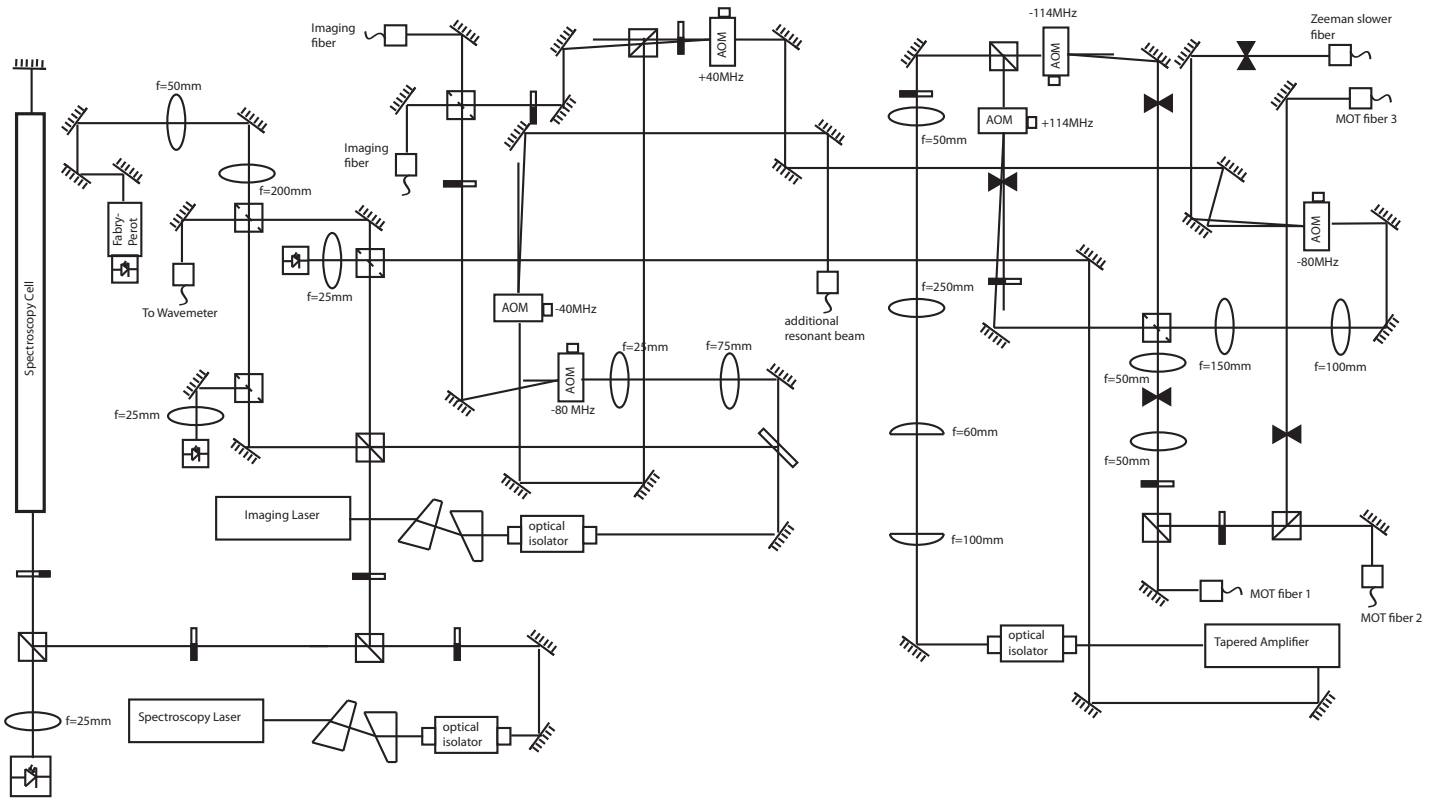 -114MHz
Imaging
fiber
Zeeman slower
fiber
AOM
AOM
+40MHz
f=50mm
MOT fiber 3
AOM
+114MHz
f=50mm
Imaging
fiber
f=200mm
Fabry-
Perot
AOM
-80MHz
f=25mm
To Wavemeter
AOM
-40MHz
f=250mm
additional
resonant beam
Spectroscopy Cell
f=25mm
f=75mm
AOM
-80 MHz
f=150mm
f=100mm
f=50mm
f=25mm
f=60mm
f=50mm
Imaging Laser
optical
isolator
f=100mm
MOT fiber 1
MOT fiber 2
optical
isolator
Tapered Amplifier
f=25mm
Spectroscopy Laser
optical
isolator